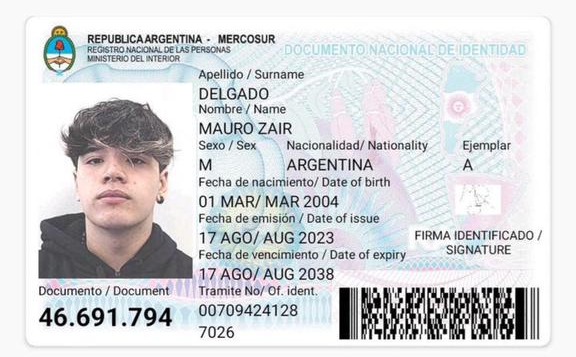 REPUBLICA ARGENTINA - MERCOSUR
REGISTRO NACIONAL DE LAS PERSONAS
MINISTERIO DEL INTERIOR
DOCUMENTO NACIONAL DE IDENTIDAD
Apellido / Surname
DELGADO
Nombre / Name
MAURO ZAIR
Sexo / Sex Nacionalidad/ Nationality Ejemplar
M ARGENTINA A
Fecha de nacimiento/ Date of birth
01 MAR/ MAR 2004
Fecha de emisión / Date of issue
17 AGO/ AUG 2023
FIRMA IDENTIFICADO /
SIGNATURE
Fecha de vencimiento / Date of expiry
17 AGO/ AUG 2038
Documento / Document
46.691.794
Tramite No/ Of. ident.
00709424128
7026